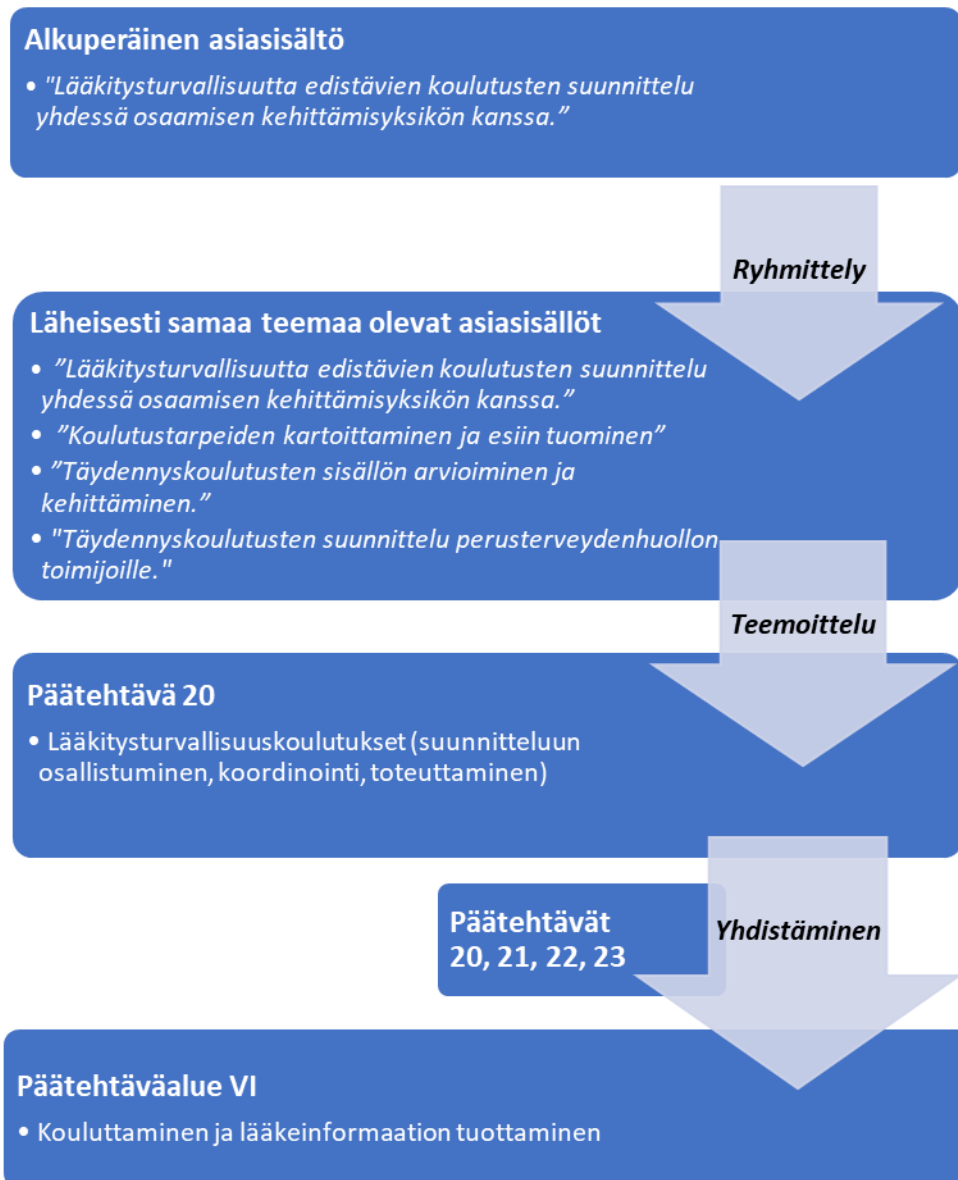 Alkuperäinen asiasisältö
• "Lääkitysturvallisuutta edistävien koulutusten suunnittelu
yhdessä osaamisen kehittämisyksikön kanssa.”
Ryhmittely
Läheisesti samaa teemaa olevat asiasisällöt
• ”Lääkitysturvallisuutta edistävien koulutusten suunnittelu
yhdessä osaamisen kehittämisyksikön kanssa.”
• ”Koulutustarpeiden kartoittaminen ja esiin tuominen”
• ”Täydennyskoulutusten sisällön arvioiminen ja
kehittäminen.”
• "Täydennyskoulutusten suunnittelu perusterveydenhuollon
toimijoille."
Teemoittelu
Päätehtävä 20
• Lääkitysturvallisuuskoulutukset (suunnitteluun
osallistuminen, koordinointi, toteuttaminen)
Päätehtävät
20, 21, 22, 23
Yhdistäminen
Päätehtäväalue VI
• Kouluttaminen ja lääkeinformaation tuottaminen